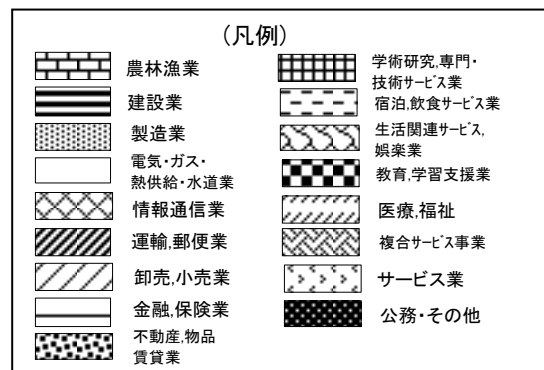 (凡例)
農林漁業
建設業
製造業
電気・ガス・
熱供給・水道業
情報通信業
運輸,郵便業
卸売,小売業
金融,保険業
不動産,物品
賃貸業
学術研究,専門・
技術サービス業
宿泊,飲食サービス業
生活関連サービス,
娯楽業
教育,学習支援業
医療,福祉
複合サービス事業
サービス業
公務・その他